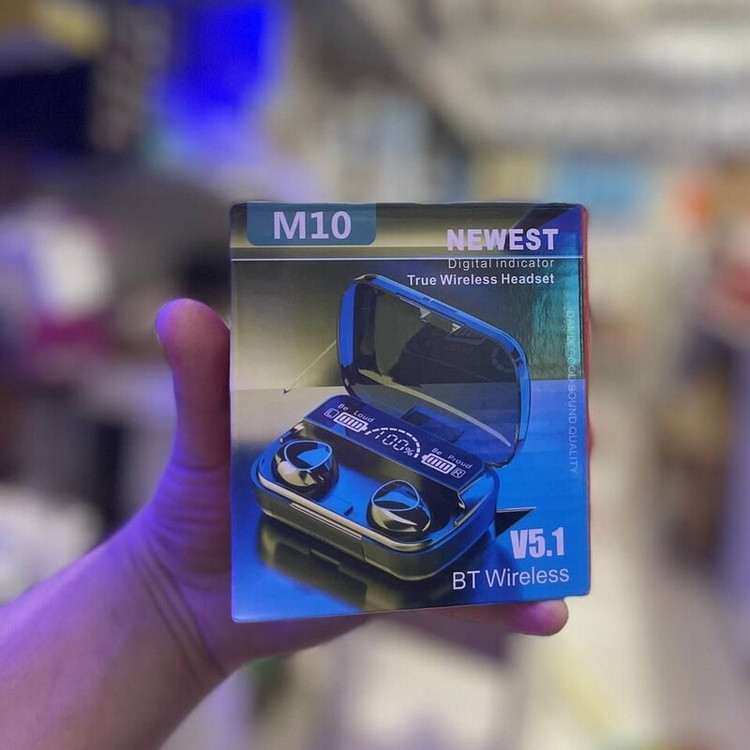 M10
NEWEST
Digital indicator
True Wireless Headset
Be Loud
L
100%
Be Proud
R
V5.1
BT Wireless
SOUND QUALITY